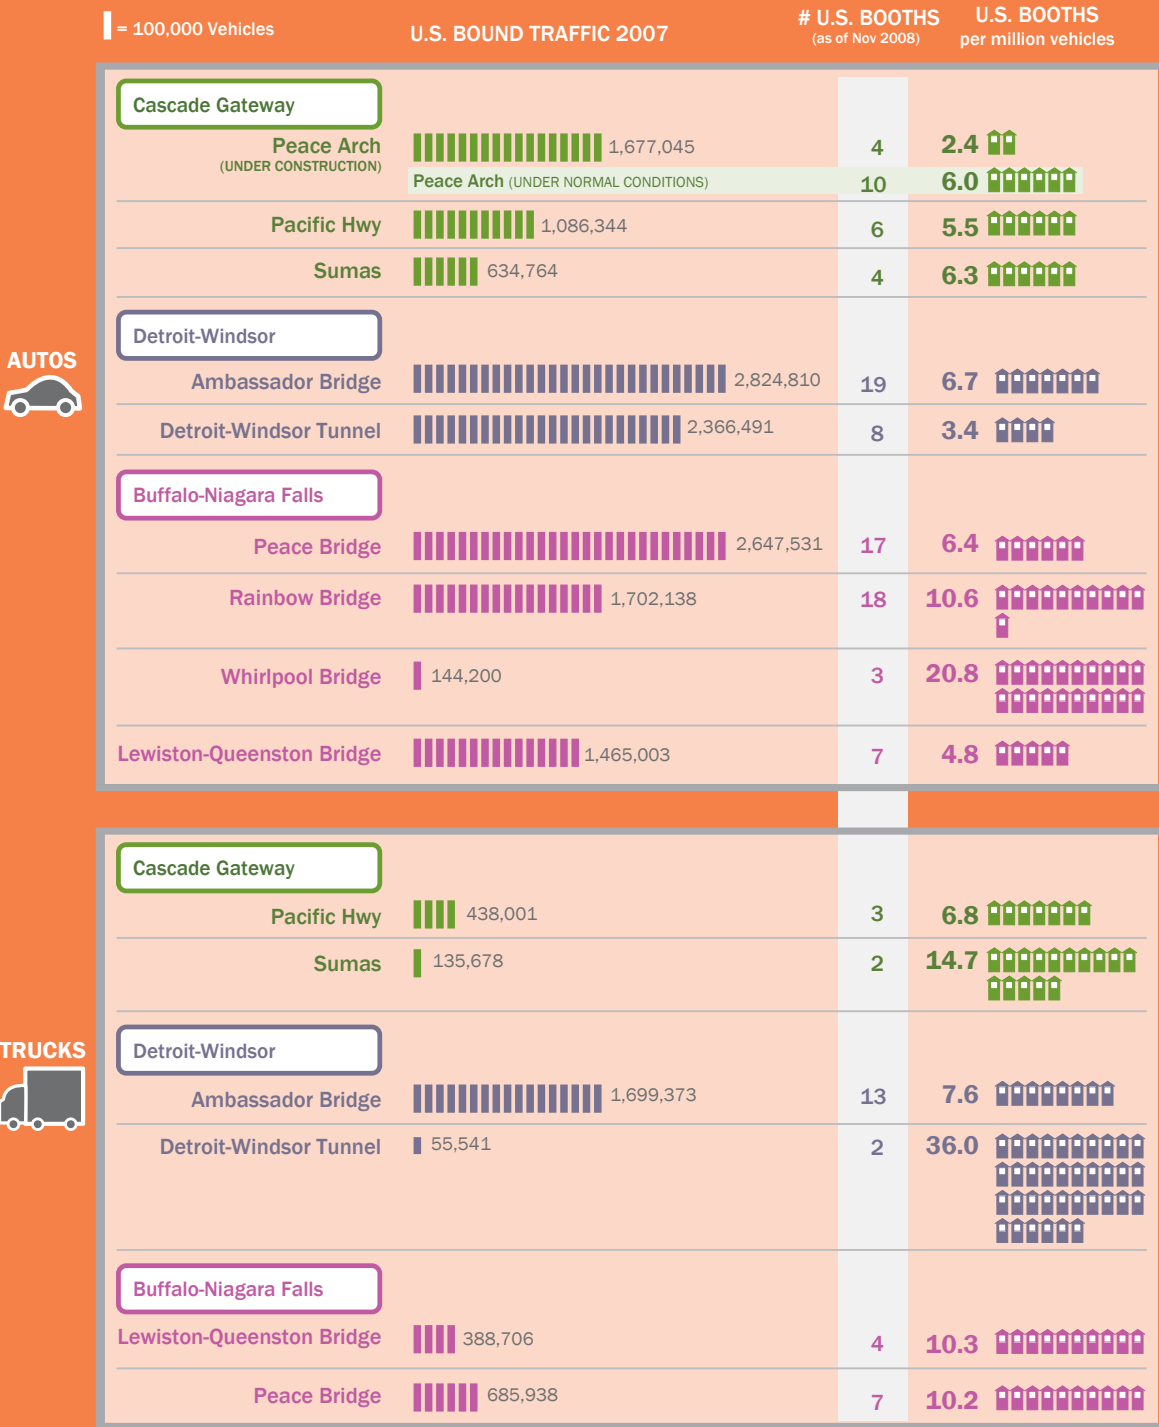 = 100,000 Vehicles
U.S. BOUND TRAFFIC 2007
# U.S. BOOTHS
(as of Nov 2008)
U.S. BOOTHS
per million vehicles
AUTOS
Cascade Gateway
Peace Arch 1,677,045 4 2.4
(UNDER CONSTRUCTION)
Peace Arch (UNDER NORMAL CONDITIONS) 10 6.0
Pacific Hwy 1,086,344 6 5.5
Sumas 634,764 4 6.3
Detroit-Windsor
Ambassador Bridge 2,824,810 19 6.7
Detroit-Windsor Tunnel 2,366,491 8 3.4
Buffalo-Niagara Falls
Peace Bridge 2,647,531 17 6.4
Rainbow Bridge 1,702,138 18 10.6
Whirlpool Bridge 144,200 3 20.8
Lewiston-Queenston Bridge 1,465,003 7 4.8
TRUCKS
Cascade Gateway
Pacific Hwy 438,001 3 6.8
Sumas 135,678 2 14.7
Detroit-Windsor
Ambassador Bridge 1,699,373 13 7.6
Detroit-Windsor Tunnel 55,541 2 36.0
Buffalo-Niagara Falls
Lewiston-Queenston Bridge 388,706 4 10.3
Peace Bridge 685,938 7 10.2